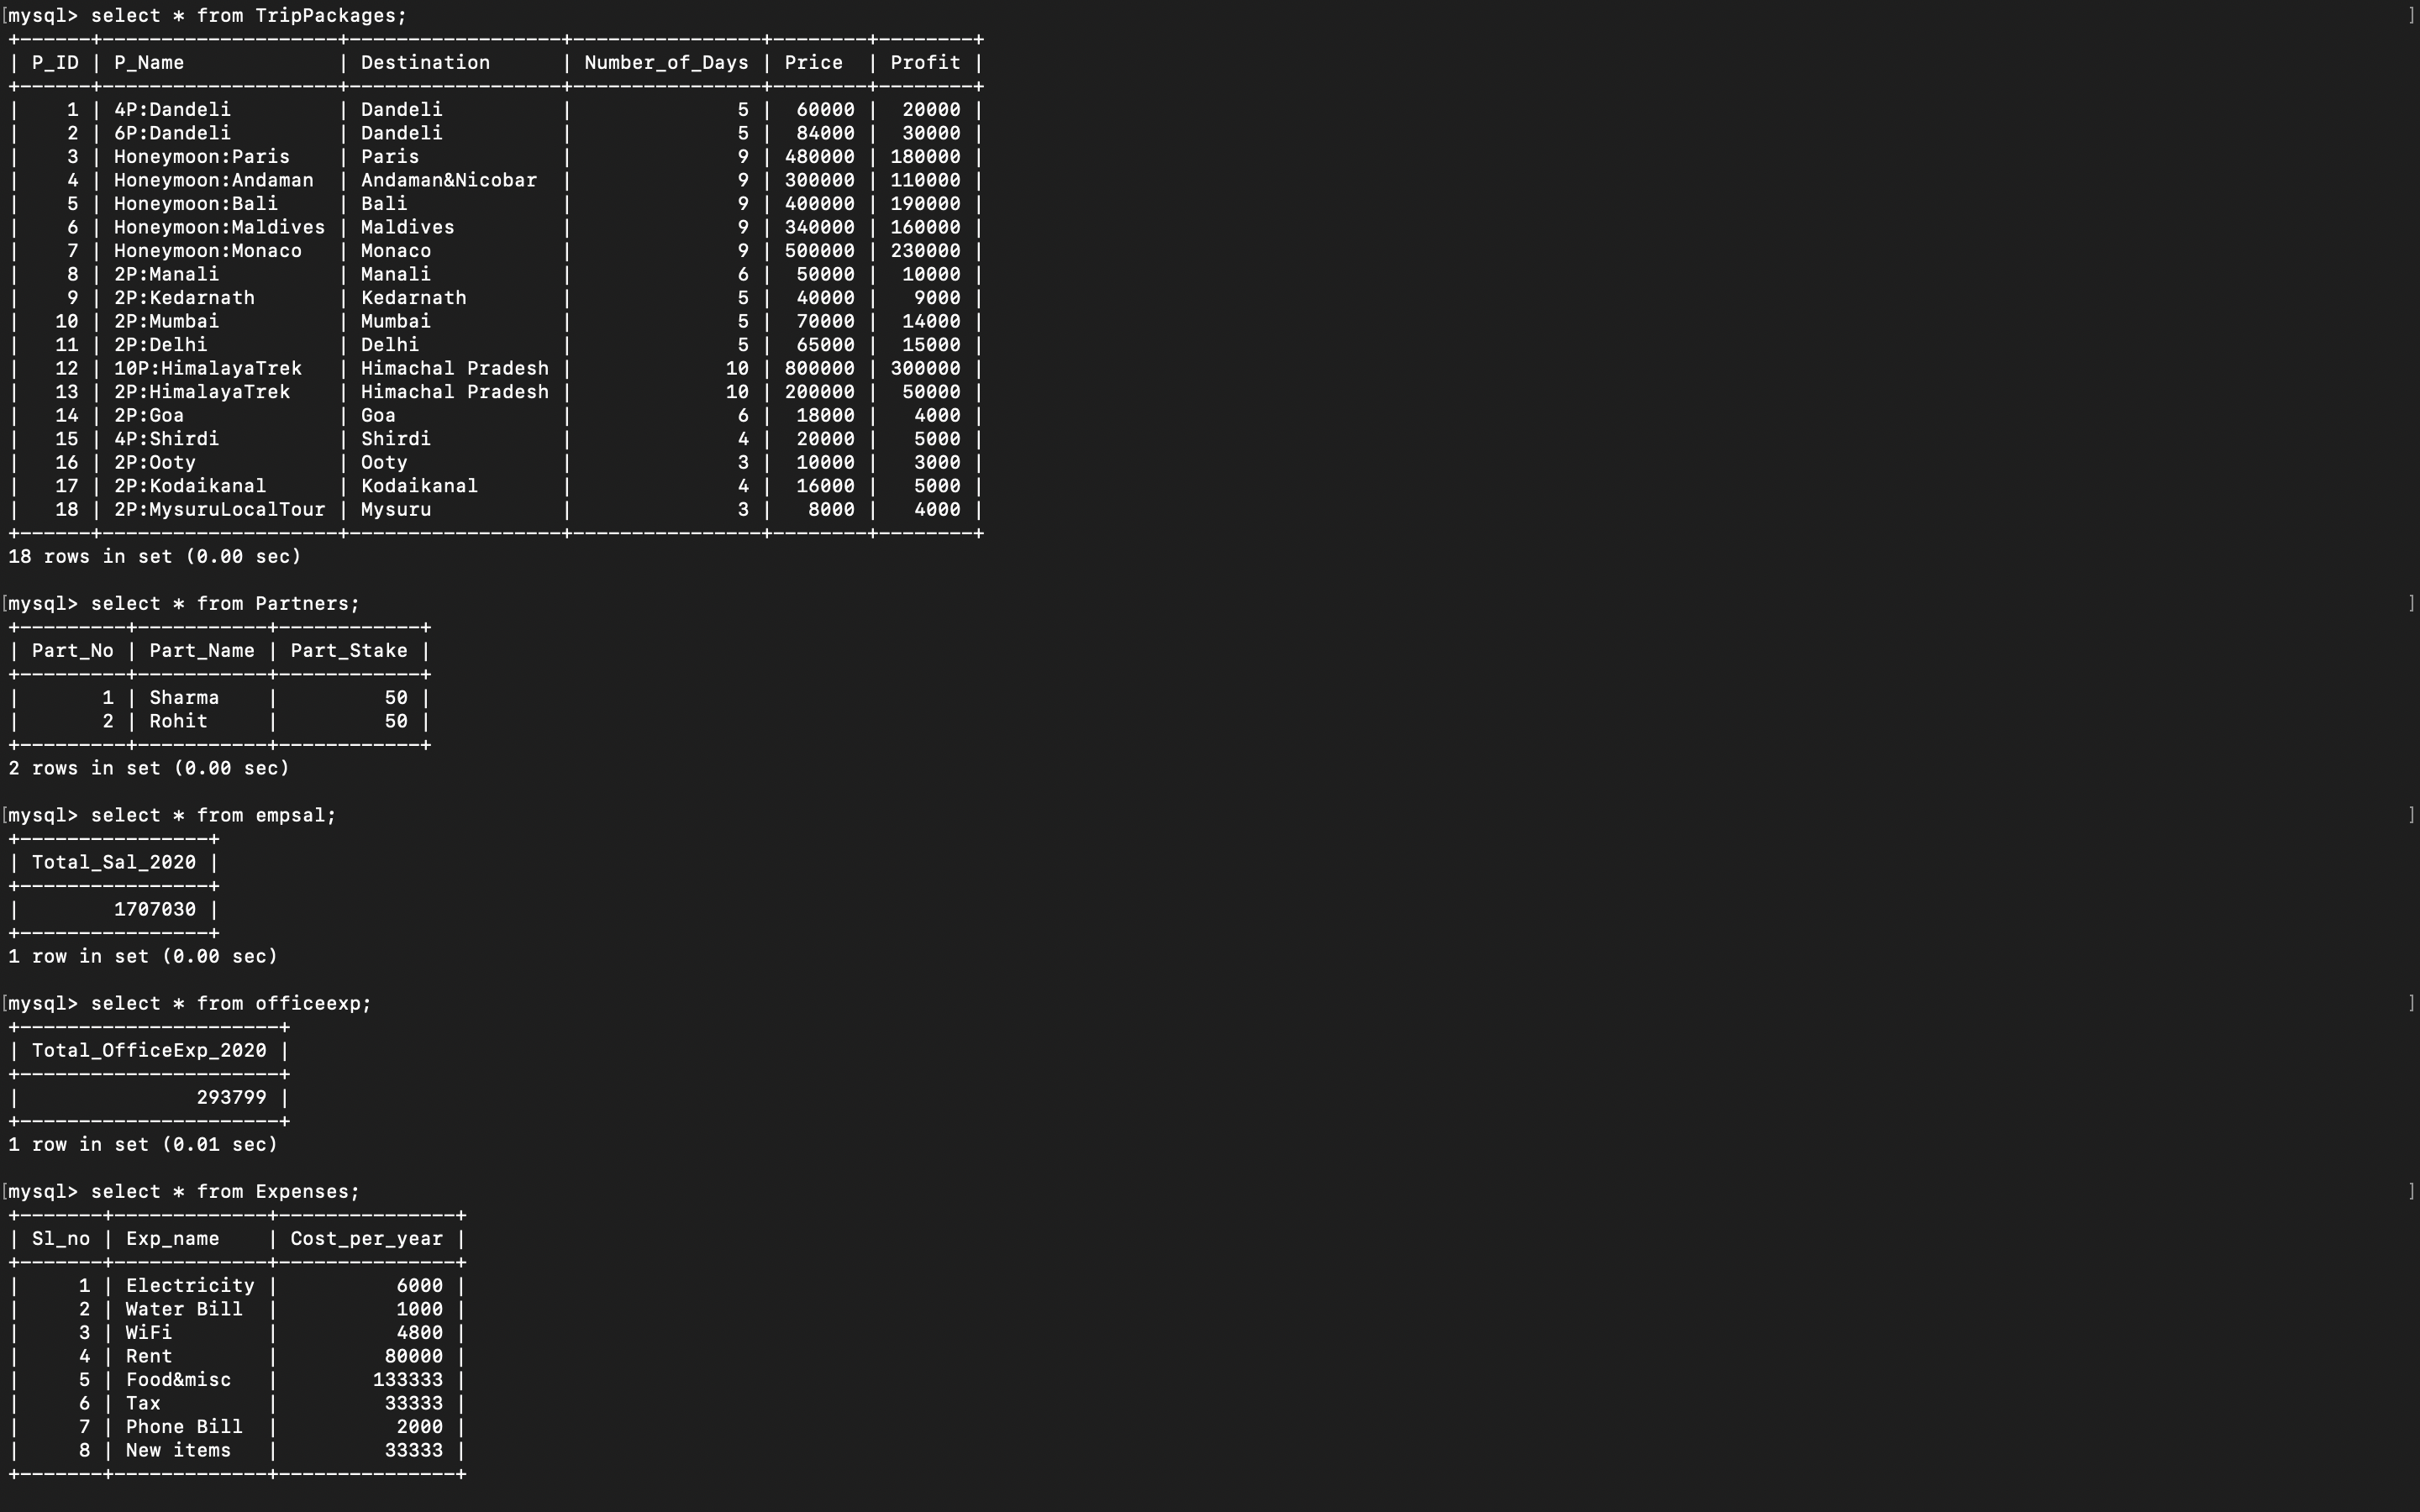 [mysql> select * from TripPackages; ]
+------+--------------------+------------------+----------------+--------+--------+
| P_ID | P_Name             | Destination      | Number_of_Days | Price  | Profit |
+------+--------------------+------------------+----------------+--------+--------+
|    1 | 4P:Dandeli         | Dandeli          |              5 |  60000 |  20000 |
|    2 | 6P:Dandeli         | Dandeli          |              5 |  84000 |  30000 |
|    3 | Honeymoon:Paris    | Paris            |              9 | 480000 | 180000 |
|    4 | Honeymoon:Andaman  | Andaman&Nicobar  |              9 | 300000 | 110000 |
|    5 | Honeymoon:Bali     | Bali             |              9 | 400000 | 190000 |
|    6 | Honeymoon:Maldives | Maldives         |              9 | 340000 | 160000 |
|    7 | Honeymoon:Monaco   | Monaco           |              9 | 500000 | 230000 |
|    8 | 2P:Manali          | Manali           |              6 |  50000 |  10000 |
|    9 | 2P:Kedarnath       | Kedarnath        |              5 |  40000 |   9000 |
|   10 | 2P:Mumbai          | Mumbai           |              5 |  70000 |  14000 |
|   11 | 2P:Delhi           | Delhi            |              5 |  65000 |  15000 |
|   12 | 10P:HimalayaTrek   | Himachal Pradesh |             10 | 800000 | 300000 |
|   13 | 2P:HimalayaTrek    | Himachal Pradesh |             10 | 200000 |  50000 |
|   14 | 2P:Goa             | Goa              |              6 |  18000 |   4000 |
|   15 | 4P:Shirdi          | Shirdi           |              4 |  20000 |   5000 |
|   16 | 2P:Ooty            | Ooty             |              3 |  10000 |   3000 |
|   17 | 2P:Kodaikanal      | Kodaikanal       |              4 |  16000 |   5000 |
|   18 | 2P:MysuruLocalTour | Mysuru           |              3 |   8000 |   4000 |
+------+--------------------+------------------+----------------+--------+--------+
18 rows in set (0.00 sec)

[mysql> select * from Partners; ]
+---------+-----------+------------+
| Part_No | Part_Name | Part_Stake |
+---------+-----------+------------+
|       1 | Sharma    |         50 |
|       2 | Rohit     |         50 |
+---------+-----------+------------+
2 rows in set (0.00 sec)

[mysql> select * from empsal; ]
+----------------+
| Total_Sal_2020 |
+----------------+
|        1707030 |
+----------------+
1 row in set (0.00 sec)

[mysql> select * from officeexp; ]
+----------------------+
| Total_OfficeExp_2020 |
+----------------------+
|               293799 |
+----------------------+
1 row in set (0.01 sec)

[mysql> select * from Expenses; ]
+-------+-------------+---------------+
| Sl_no | Exp_name    | Cost_per_year |
+-------+-------------+---------------+
|     1 | Electricity |          6000 |
|     2 | Water Bill  |          1000 |
|     3 | WiFi        |          4800 |
|     4 | Rent        |         80000 |
|     5 | Food&misc   |        133333 |
|     6 | Tax         |         33333 |
|     7 | Phone Bill  |          2000 |
|     8 | New items   |         33333 |
+-------+-------------+---------------+